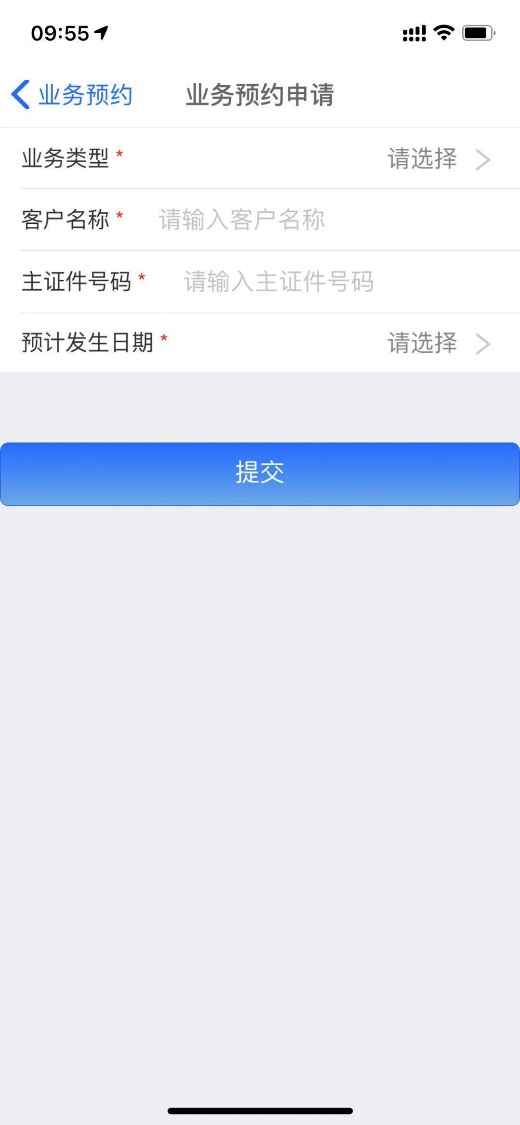 09:55
业务预约 业务预约申请
业务类型 * 请选择
客户名称 * 请输入客户名称
主证件号码 * 请输入主证件号码
预计发生日期 * 请选择
提交